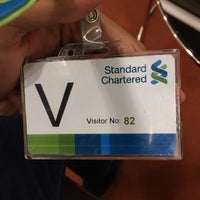 Standard
Chartered
V
Visitor No: 82